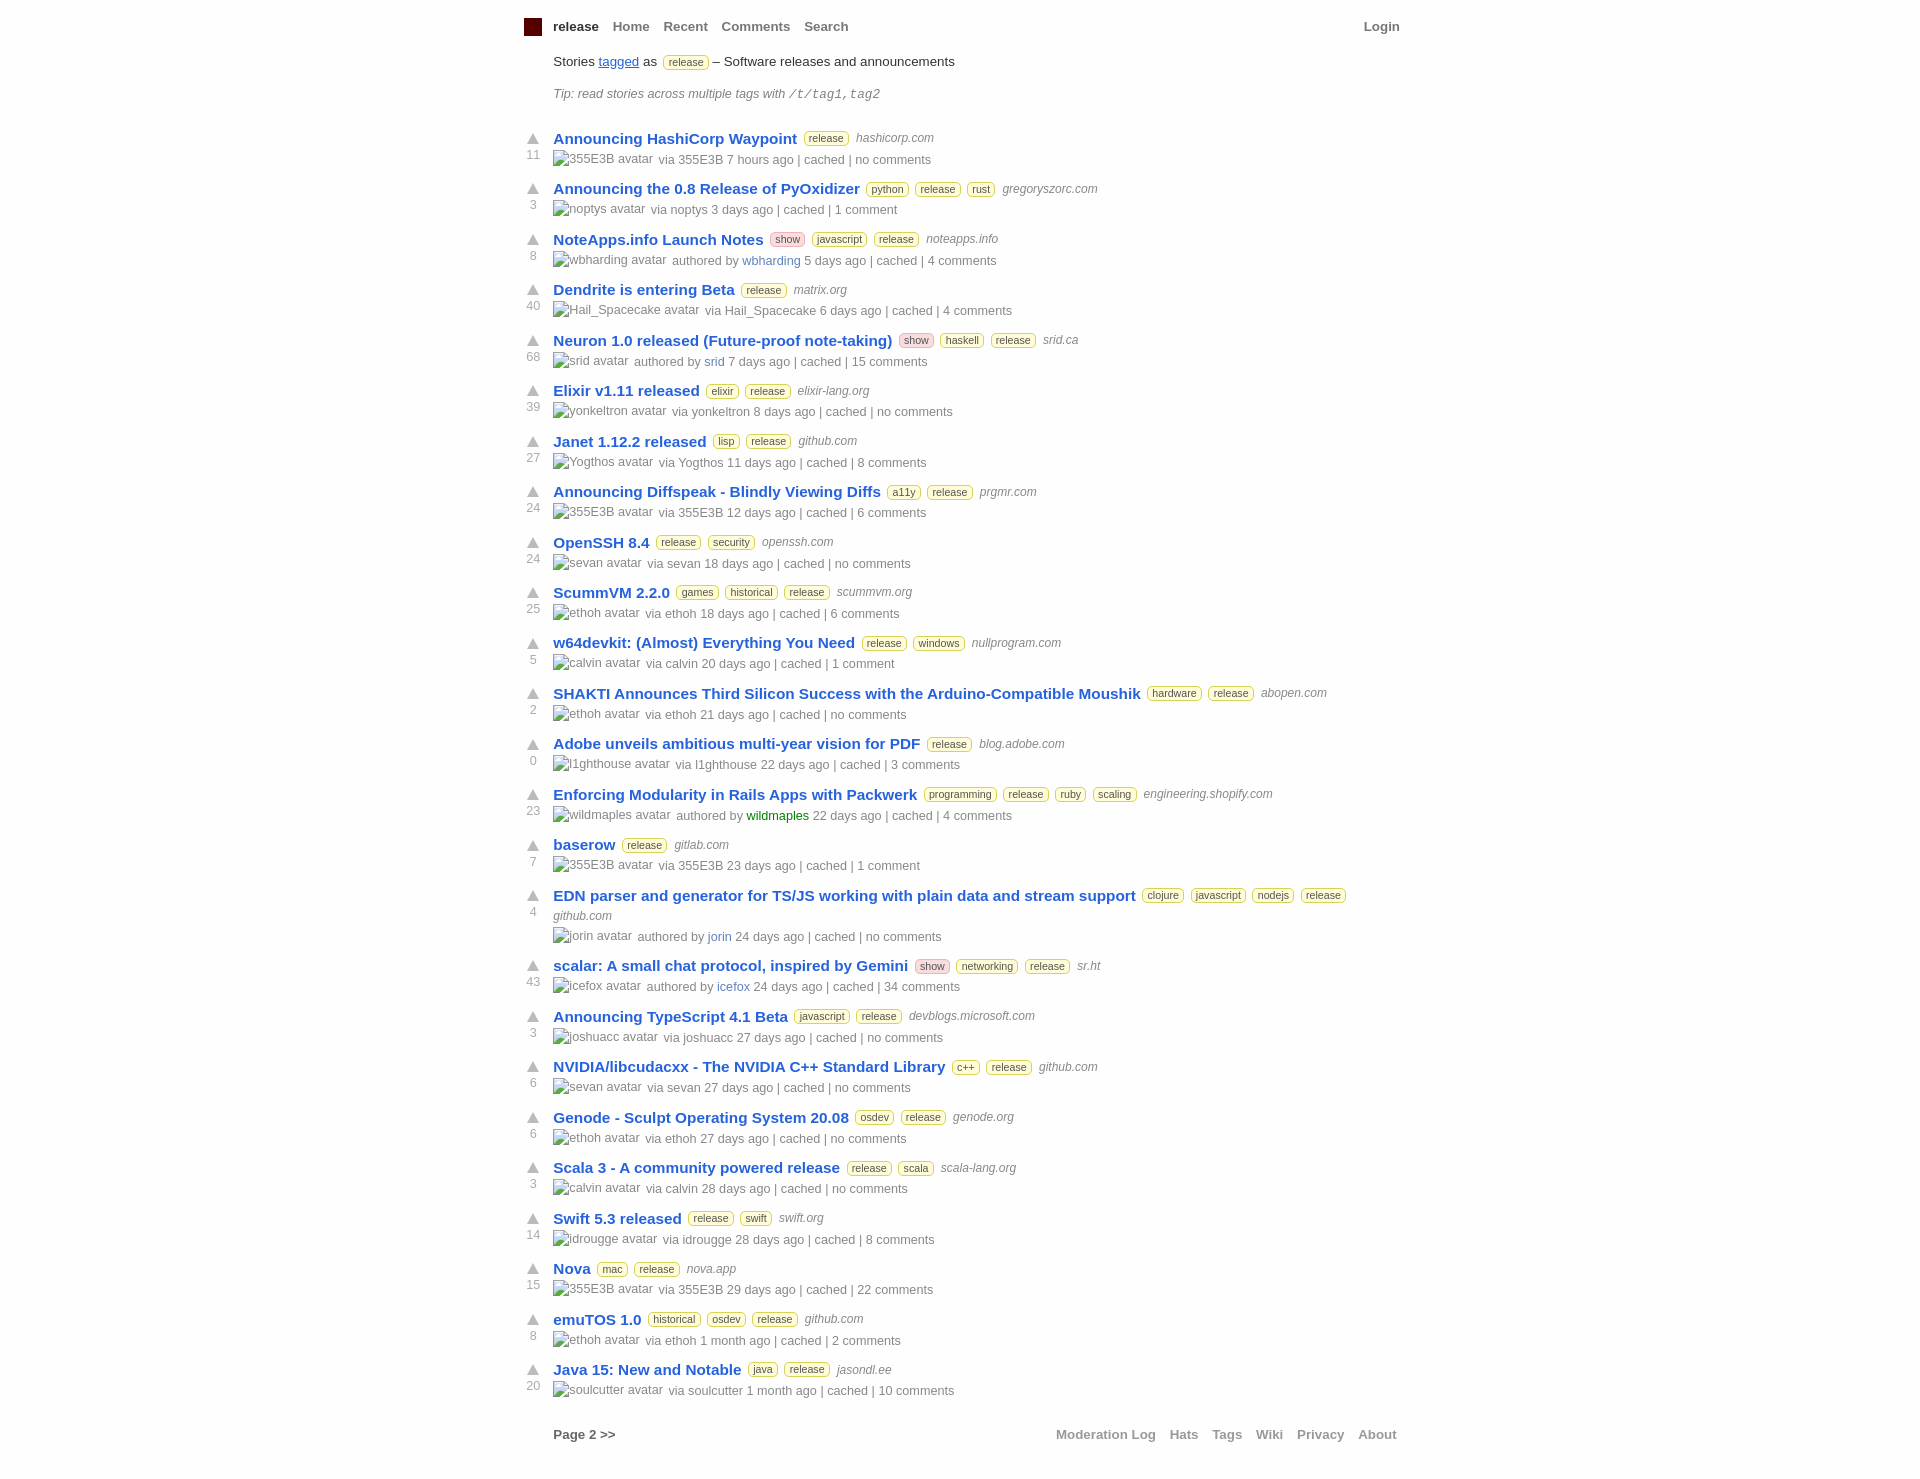 release Home Recent Comments Search Login
Stories tagged as release – Software releases and announcements
Tip: read stories across multiple tags with /t/tag1,tag2
Announcing HashiCorp Waypoint release hashicorp.com
11 355E3B avatar via 355E3B 7 hours ago | cached | no comments
Announcing the 0.8 Release of PyOxidizer python release rust gregoryszorc.com
3 noptys avatar via noptys 3 days ago | cached | 1 comment
NoteApps.info Launch Notes show javascript release noteapps.info
8 wbharding avatar authored by wbharding 5 days ago | cached | 4 comments
Dendrite is entering Beta release matrix.org
40 Hail_Spacecake avatar via Hail_Spacecake 6 days ago | cached | 4 comments
Neuron 1.0 released (Future-proof note-taking) show haskell release srid.ca
68 srid avatar authored by srid 7 days ago | cached | 15 comments
Elixir v1.11 released elixir release elixir-lang.org
39 yonkeltron avatar via yonkeltron 8 days ago | cached | no comments
Janet 1.12.2 released lisp release github.com
27 Yogthos avatar via Yogthos 11 days ago | cached | 8 comments
Announcing Diffspeak - Blindly Viewing Diffs a11y release prgmr.com
24 355E3B avatar via 355E3B 12 days ago | cached | 6 comments
OpenSSH 8.4 release security openssh.com
24 sevan avatar via sevan 18 days ago | cached | no comments
ScummVM 2.2.0 games historical release scummvm.org
25 ethoh avatar via ethoh 18 days ago | cached | 6 comments
w64devkit: (Almost) Everything You Need release windows nullprogram.com
5 calvin avatar via calvin 20 days ago | cached | 1 comment
SHAKTI Announces Third Silicon Success with the Arduino-Compatible Moushik hardware release abopen.com
2 ethoh avatar via ethoh 21 days ago | cached | no comments
Adobe unveils ambitious multi-year vision for PDF release blog.adobe.com
0 l1ghthouse avatar via l1ghthouse 22 days ago | cached | 3 comments
Enforcing Modularity in Rails Apps with Packwerk programming release ruby scaling engineering.shopify.com
23 wildmaples avatar authored by wildmaples 22 days ago | cached | 4 comments
baserow release gitlab.com
7 355E3B avatar via 355E3B 23 days ago | cached | 1 comment
EDN parser and generator for TS/JS working with plain data and stream support clojure javascript nodejs release
4 github.com
jorin avatar authored by jorin 24 days ago | cached | no comments
scalar: A small chat protocol, inspired by Gemini show networking release sr.ht
43 icefox avatar authored by icefox 24 days ago | cached | 34 comments
Announcing TypeScript 4.1 Beta javascript release devblogs.microsoft.com
3 joshuacc avatar via joshuacc 27 days ago | cached | no comments
NVIDIA/libcudacxx - The NVIDIA C++ Standard Library c++ release github.com
6 sevan avatar via sevan 27 days ago | cached | no comments
Genode - Sculpt Operating System 20.08 osdev release genode.org
6 ethoh avatar via ethoh 27 days ago | cached | no comments
Scala 3 - A community powered release release scala scala-lang.org
3 calvin avatar via calvin 28 days ago | cached | no comments
Swift 5.3 released release swift swift.org
14 idrougge avatar via idrougge 28 days ago | cached | 8 comments
Nova mac release nova.app
15 355E3B avatar via 355E3B 29 days ago | cached | 22 comments
emuTOS 1.0 historical osdev release github.com
8 ethoh avatar via ethoh 1 month ago | cached | 2 comments
Java 15: New and Notable java release jasondl.ee
20 soulcutter avatar via soulcutter 1 month ago | cached | 10 comments
Page 2 >> Moderation Log Hats Tags Wiki Privacy About